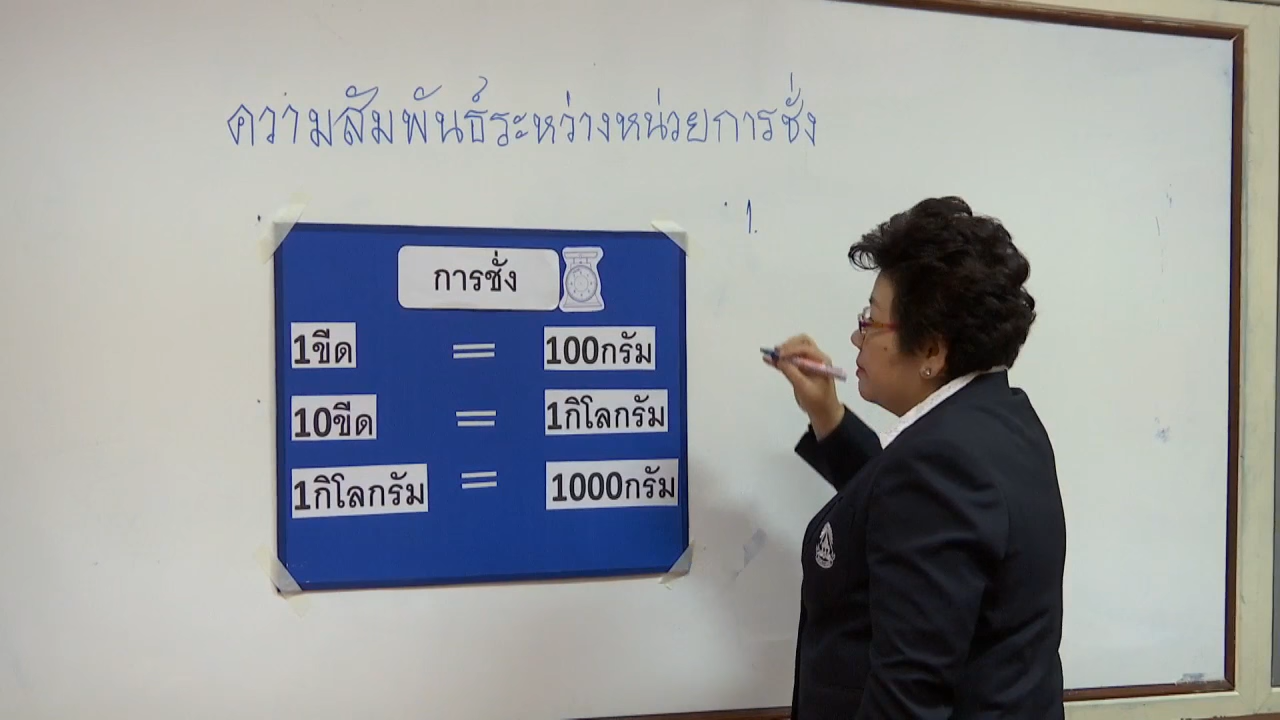 ความสัมพันธ์ระหว่างหน่วยการชั่ง
1.
การชั่ง
1ขีด = 100กรัม
10ขีด = 1กิโลกรัม
1กิโลกรัม = 1000กรัม